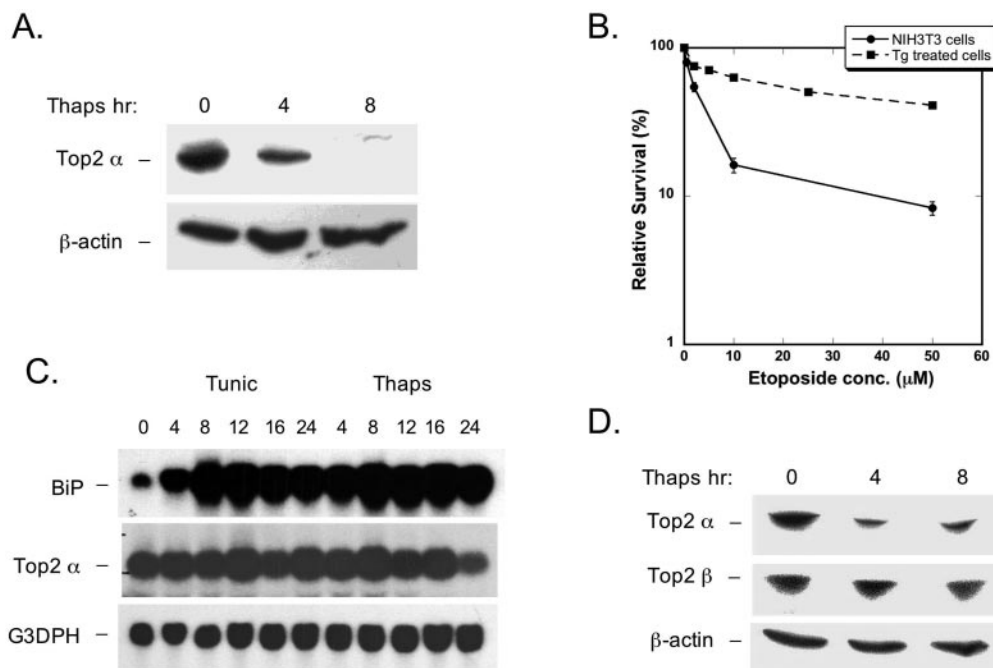 A.
Thaps hr: 0 4 8
Top2 α –
β-actin –
B.
NIH3T3 cells
Tg treated cells
100
10
1
Relative Survival (%)
0 10 20 30 40 50 60
Etoposide conc. (μM)
C.
Tunic Thaps
0 4 8 12 16 24 4 8 12 16 24
BiP –
Top2 α –
G3DPH –
D.
Thaps hr: 0 4 8
Top2 α –
Top2 β –
β-actin –